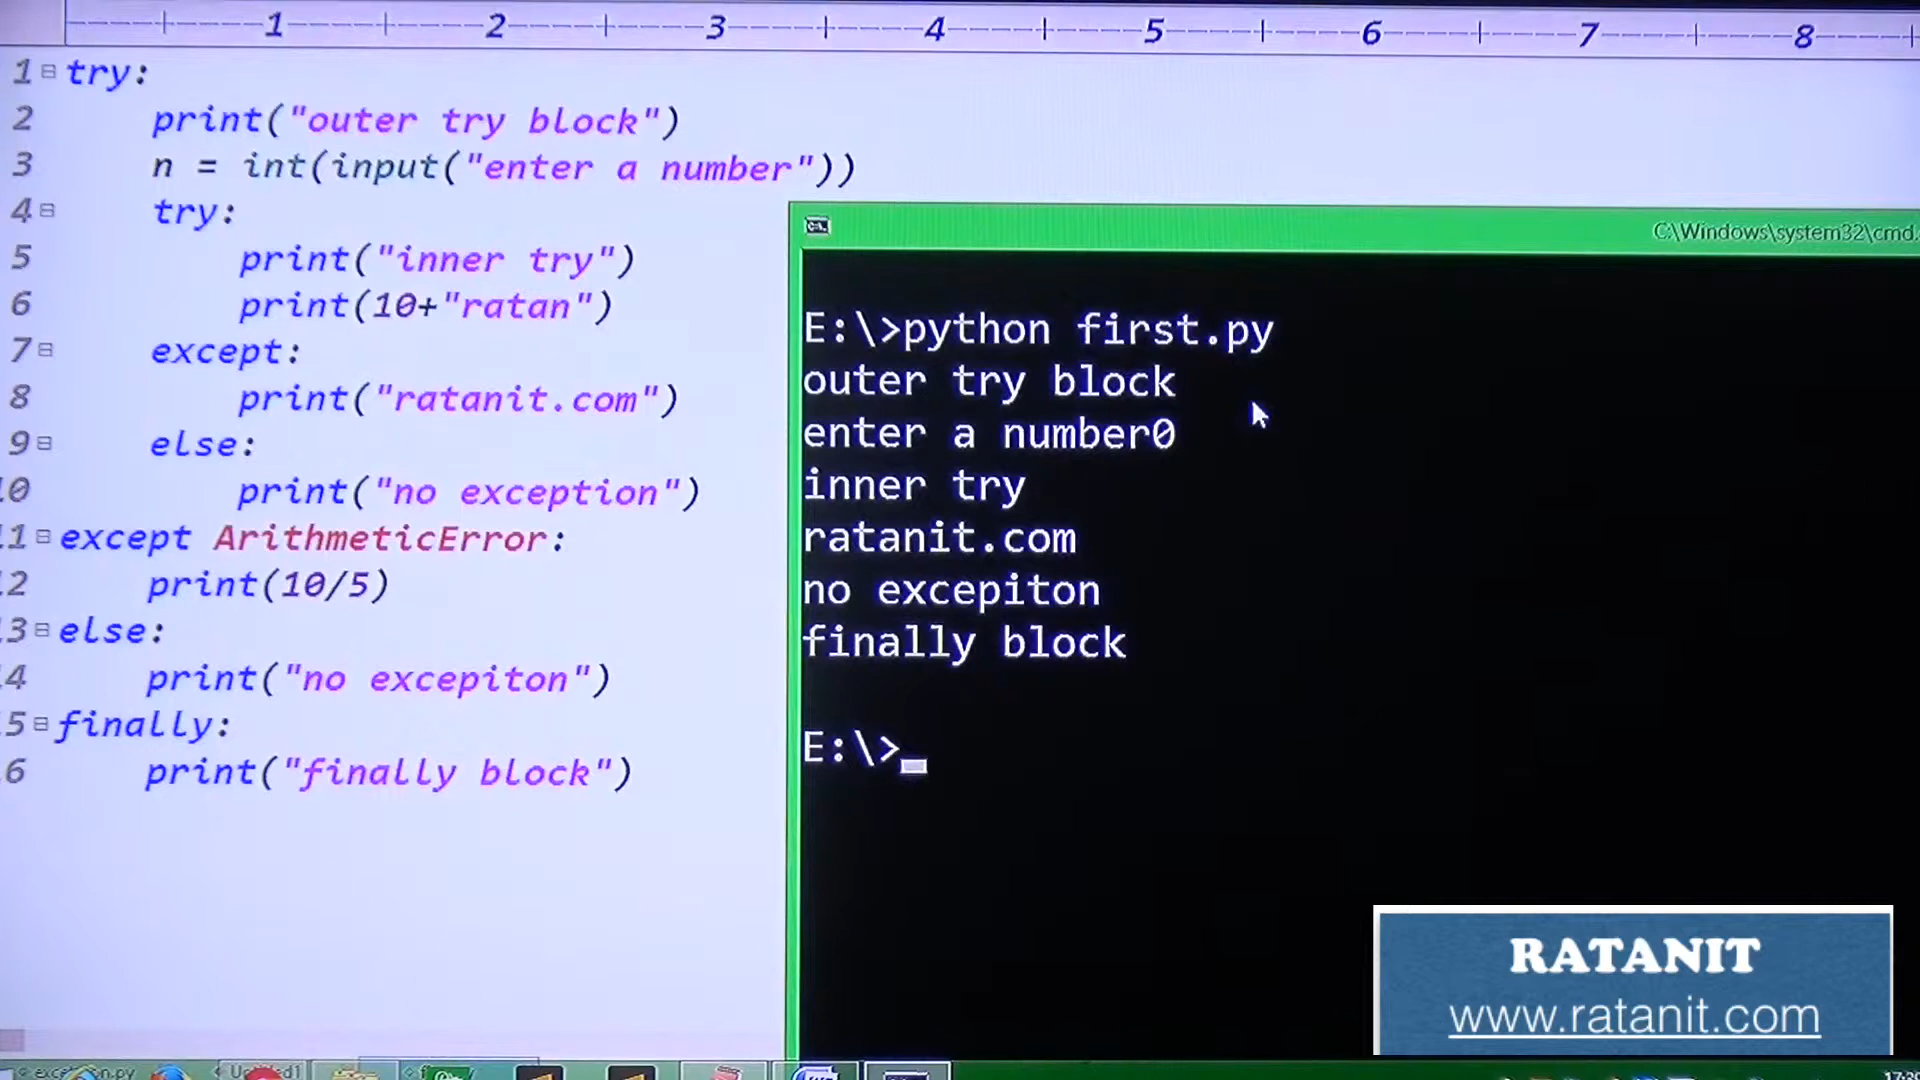 1 2 3 4 5 6 7 8
1 try:
2 print("outer try block")
3 n = int(input("enter a number"))
4 try:
5 print("inner try")
6 print(10+"ratan")
7 except:
8 print("ratanit.com")
9 else:
10 print("no exception")
11 except ArithmeticError:
12 print(10/5)
13 else:
14 print("no excepiton")
15 finally:
16 print("finally block")
C:\Windows\system32\cmd.
E:\>python first.py
outer try block
enter a number0
inner try
ratanit.com
no excepiton
finally block
E:\>
RATANIT
www.ratanit.com